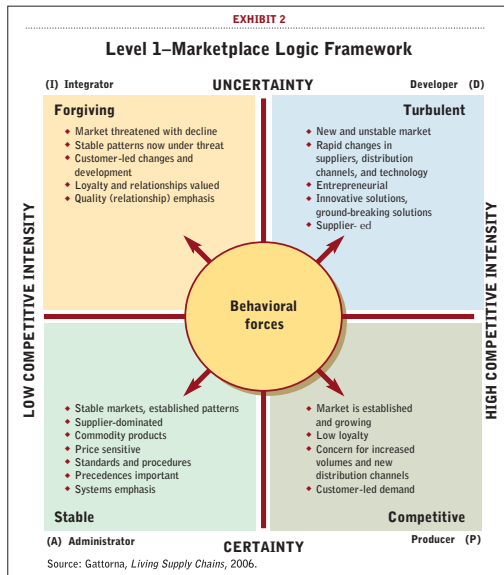 EXHIBIT 2
Level 1–Marketplace Logic Framework
(I) Integrator
UNCERTAINTY
Developer (D)
Forgiving
◆ Market threatened with decline
◆ Stable patterns now under threat
◆ Customer-led changes and
development
◆ Loyalty and relationships valued
◆ Quality (relationship) emphasis
Turbulent
◆ New and unstable market
◆ Rapid changes in
suppliers, distribution
channels, and technology
◆ Entrepreneurial
◆ Innovative solutions,
ground-breaking solutions
◆ Supplier- ed
LOW COMPETITIVE INTENSITY
Behavioral
forces
HIGH COMPETITIVE INTENSITY
◆ Stable markets, established patterns
◆ Supplier-dominated
◆ Commodity products
◆ Price sensitive
◆ Standards and procedures
◆ Precedences important
◆ Systems emphasis
Stable
◆ Market is established
and growing
◆ Low loyalty
◆ Concern for increased
volumes and new
distribution channels
◆ Customer-led demand
Competitive
(A) Administrator
CERTAINTY
Producer (P)
Source: Gattorna, Living Supply Chains, 2006.